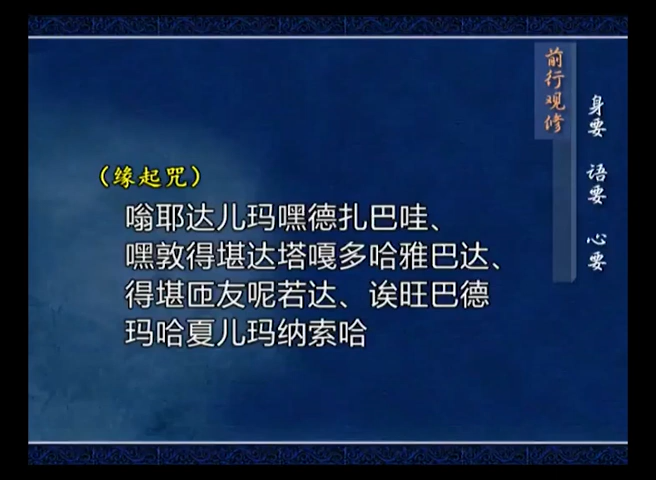 前行观修
身要 语要 心要
（缘起咒）
嗡耶达儿玛嘿德扎巴哇、
嘿敦得堪达塔嘎多哈雅巴达、
得堪匝友呢若达、诶旺巴德
玛哈夏儿玛纳索哈